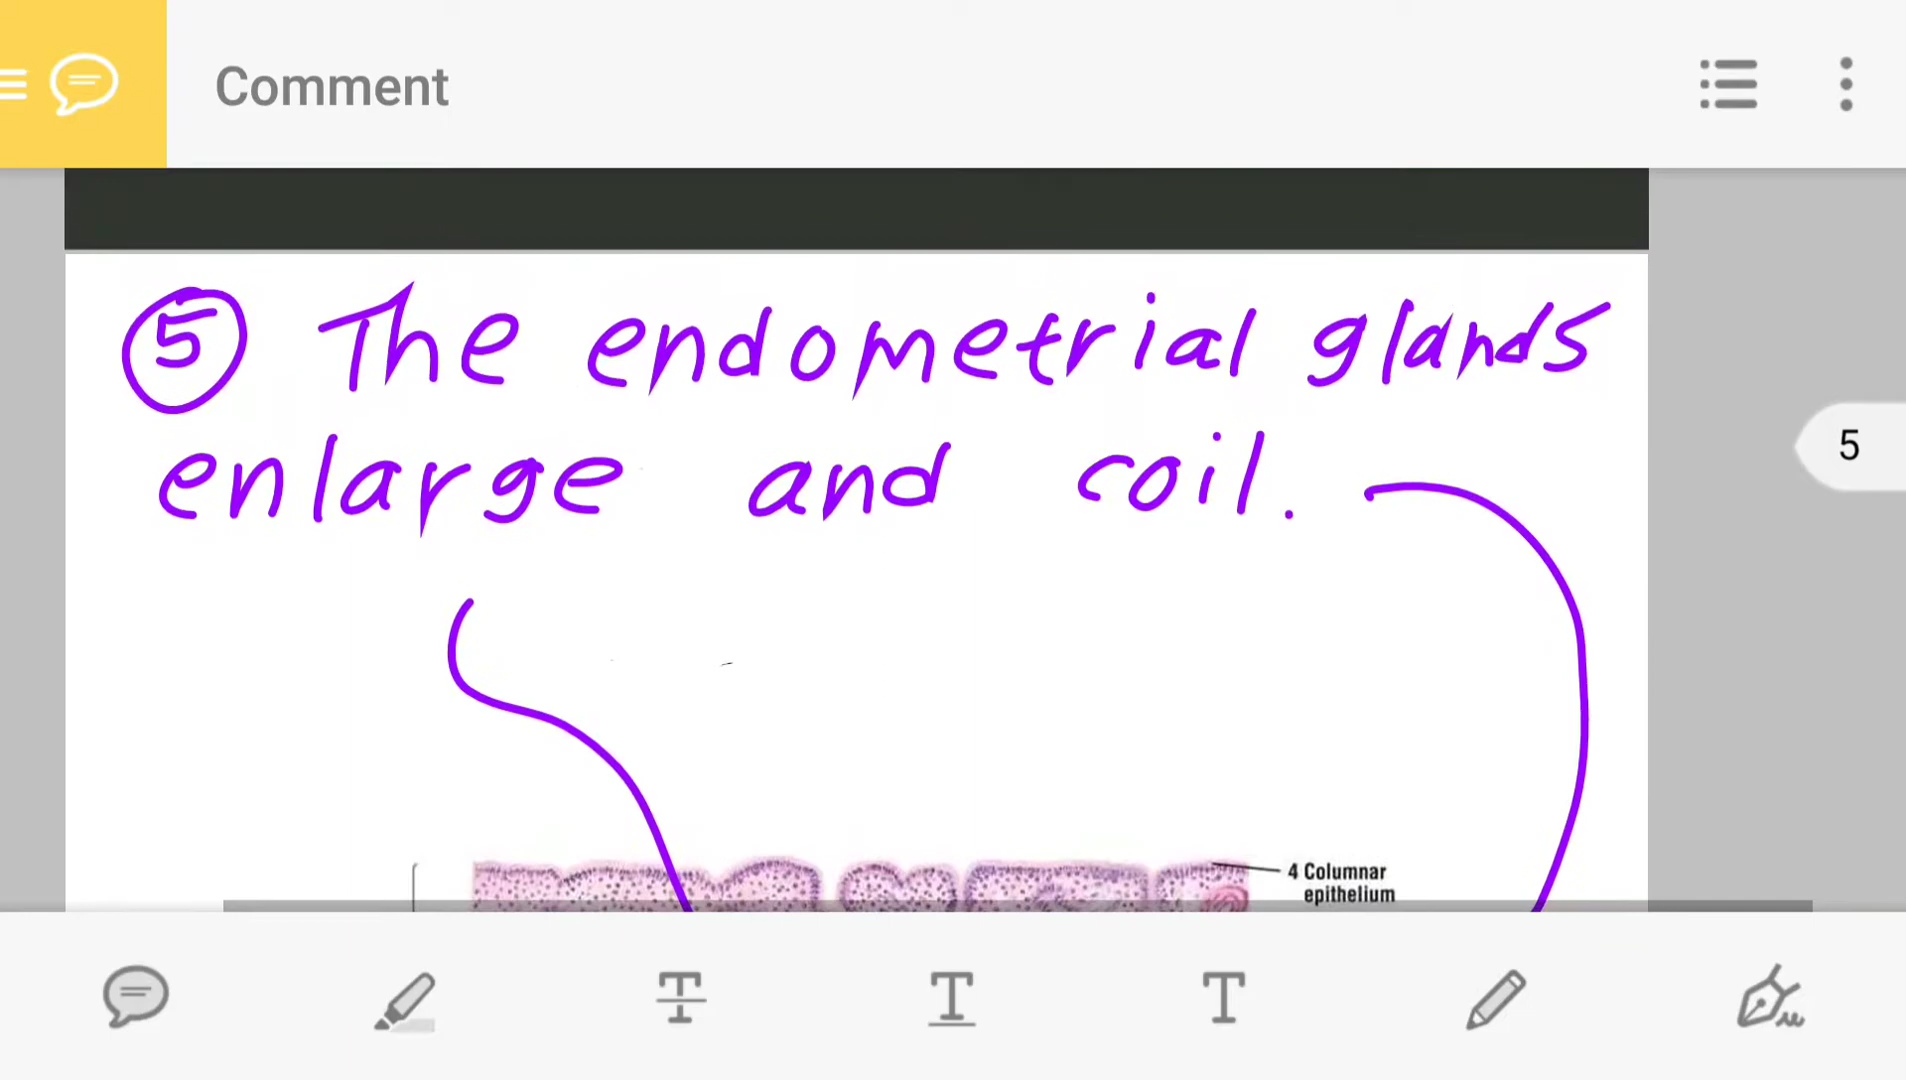 Comment
⑤ The endometrial glands
enlarge and coil.
5
4 Columnar
epithelium
T
T
T